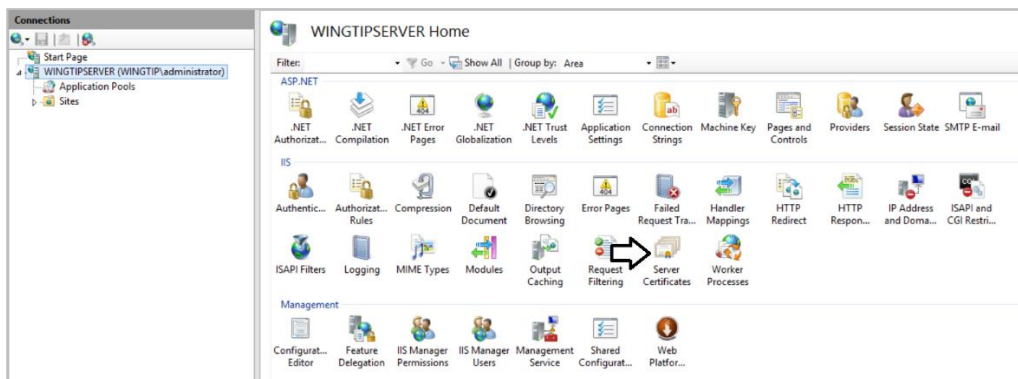 Connections
Start Page
WINGTIPSERVER (WINGTIP\administrator)
Application Pools
Sites
WINGTIPSERVER Home
Filter: Go Show All Group by: Area
ASP.NET
.NET Authorizat... .NET Compilation .NET Error Pages .NET Globalization .NET Trust Levels Application Settings Connection Strings Machine Key Pages and Controls Providers Session State SMTP E-mail
IIS
Authentic... Authorizat... Rules Compression Default Document Directory Browsing Error Pages Failed Request Tra... Handler Mappings HTTP Redirect HTTP Respon... IP Address and Doma... ISAPI and CGI Restri...
ISAPI Filters Logging MIME Types Modules Output Caching Request Filtering Server Certificates Worker Processes
Management
Configurat... Editor Feature Delegation IIS Manager Permissions IIS Manager Users Management Service Shared Configurat... Web Platfor...